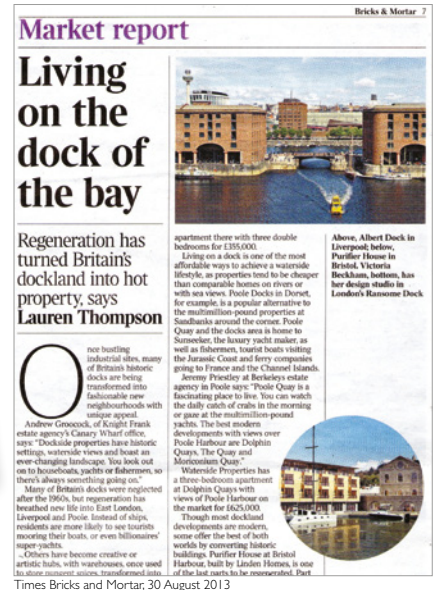 Bricks & Mortar 7
Market report
Living
on the
dock of
the bay
Regeneration has
turned Britain's
dockland into hot
property, says
Lauren Thompson
Once bustling
industrial sites, many
of Britain's historic
docks are being
transformed into
fashionable new
neighbourhoods with
unique appeal.
Andrew Groocock, of Knight Frank
estate agency's Canary Wharf office,
says: "Dockside properties have historic
settings, waterside views and boast an
ever-changing landscape. You look out
on to houseboats, yachts or fishermen, so
there's always something going on."
Many of Britain's docks were neglected
after the 1960s, but regeneration has
breathed new life into East London,
Liverpool and Poole. Instead of ships,
residents are more likely to see tourists
mooring their boats, or even billionaires'
super-yachts.
Others have become creative or
artistic hubs, with warehouses, once used
to store pungent spices, transformed into
apartment there with three double
bedrooms for £355,000.
Living on a dock is one of the most
affordable ways to achieve a waterside
lifestyle, as properties tend to be cheaper
than comparable homes on rivers or
with sea views. Poole Docks in Dorset,
for example, is a popular alternative to
the multimillion-pound properties at
Sandbanks around the corner. Poole
Quay and the docks area is home to
Sunseeker, the luxury yacht maker, as
well as fishermen, tourist boats visiting
the Jurassic Coast and ferry companies
going to France and the Channel Islands.
Jeremy Priestley at Berkeleys estate
agency in Poole says: "Poole Quay is a
fascinating place to live. You can watch
the daily catch of crabs in the morning
or gaze at the multimillion-pound
yachts. The best modern
developments with views over
Poole Harbour are Dolphin
Quays, The Quay and
Moriconium Quay."
Waterside Properties has
a three-bedroom apartment
at Dolphin Quays with
views of Poole Harbour on
the market for £625,000.
Though most dockland
developments are modern,
some offer the best of both
worlds by converting historic
buildings. Purifier House at Bristol
Harbour, built by Linden Homes, is one
of the last parts to be regenerated. Part
Above, Albert Dock in
Liverpool; below,
Purifier House in
Bristol. Victoria
Beckham, bottom, has
her design studio in
London's Ransome Dock
Times Bricks and Mortar, 30 August 2013